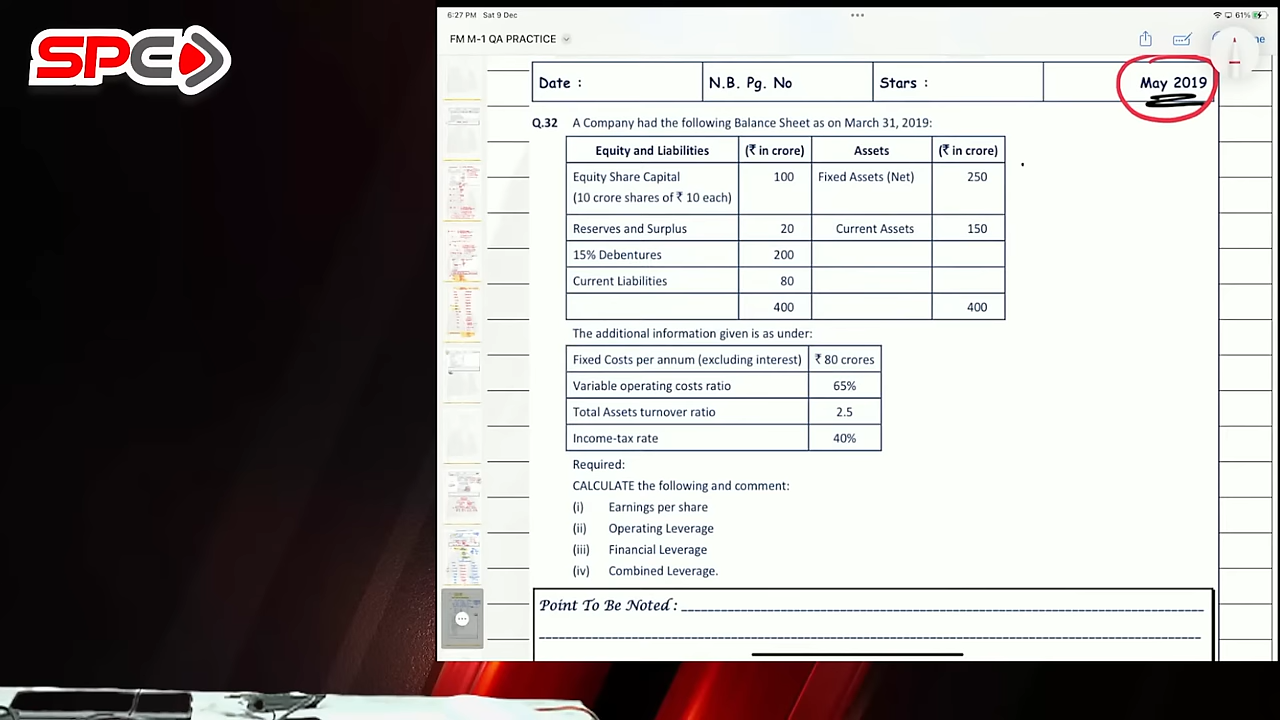 SPC
6:27 PM Sat 9 Dec
61%
FM M-1 QA PRACTICE
Date : N.B. Pg. No Stars : May 2019
Q.32 A Company had the following Balance Sheet as on March 31, 2019:
Equity and Liabilities (₹ in crore) Assets (₹ in crore)
Equity Share Capital 100 Fixed Assets (Net) 250
(10 crore shares of ₹ 10 each)
Reserves and Surplus 20 Current Assets 150
15% Debentures 200
Current Liabilities 80
400 400
The additional information given is as under:
Fixed Costs per annum (excluding interest) ₹ 80 crores
Variable operating costs ratio 65%
Total Assets turnover ratio 2.5
Income-tax rate 40%
Required:
CALCULATE the following and comment:
(i) Earnings per share
(ii) Operating Leverage
(iii) Financial Leverage
(iv) Combined Leverage.
Point To Be Noted :